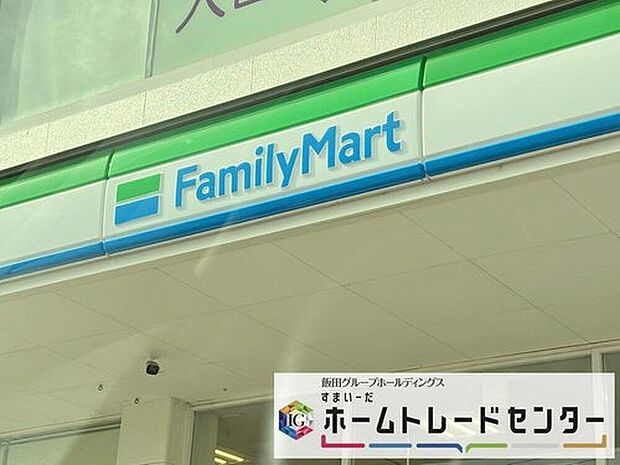 FamilyMart
飯田グループホールディングス
すまいーだ
IG
ホームトレードセンター